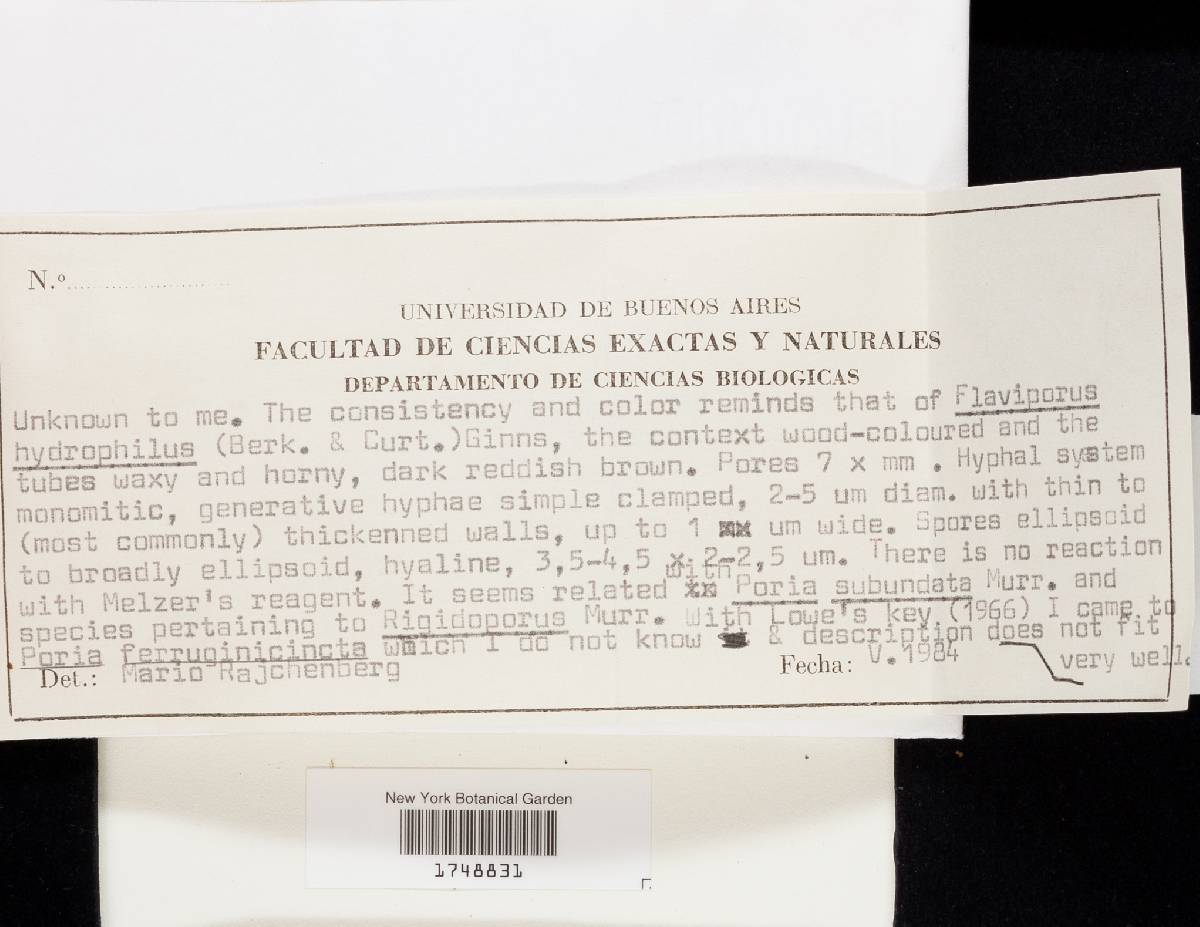 N.º
UNIVERSIDAD DE BUENOS AIRES
FACULTAD DE CIENCIAS EXACTAS Y NATURALES
DEPARTAMENTO DE CIENCIAS BIOLOGICAS
Unknown to me. The consistency and color reminds that of Flaviporus
hydrophilus (Berk. & Curt.)Ginns, the context wood-coloured and the
tubes waxy and horny, dark reddish brown. Pores 7 x mm . Hyphal system
monomitic, generative hyphae simple clamped, 2-5 um diam. with thin to
(most commonly) thickenned walls, up to 1 um wide. Spores ellipsoid
to broadly ellipsoid, hyaline, 3,5-4,5 x 2-2,5 um. There is no reaction
with Melzer's reagent. It seems related with Poria subundata Murr. and
species pertaining to Rigidoporus Murr. With Lowe's key (1966) I came to
Poria ferruginicincta which I do not know & description does not fit
very well.
Det.: Mario Rajchenberg Fecha: V.1984
New York Botanical Garden
1748831